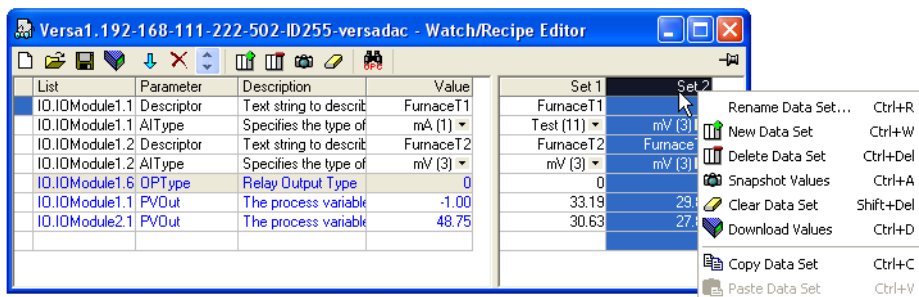 Versa1.192-168-111-222-502-ID255-versadac - Watch/Recipe Editor
OPC
List Parameter Description Value Set 1 Set 2
IO.IOModule1.1 Descriptor Text string to describ FurnaceT1 FurnaceT1
IO.IOModule1.1 AIType Specifies the type of mA (1) Test (11) mV (3)
IO.IOModule1.2 Descriptor Text string to describ FurnaceT2 FurnaceT2 Furnace
IO.IOModule1.2 AIType Specifies the type of mV (3) mV (3) mV (3)
IO.IOModule1.6 OPType Relay Output Type 0 0
IO.IOModule1.1 PVOut The process variable -1.00 33.19 29.
IO.IOModule2.1 PVOut The process variable 48.75 30.63 27.
Rename Data Set... Ctrl+R
New Data Set Ctrl+W
Delete Data Set Ctrl+Del
Snapshot Values Ctrl+A
Clear Data Set Shift+Del
Download Values Ctrl+D
Copy Data Set Ctrl+C
Paste Data Set Ctrl+V